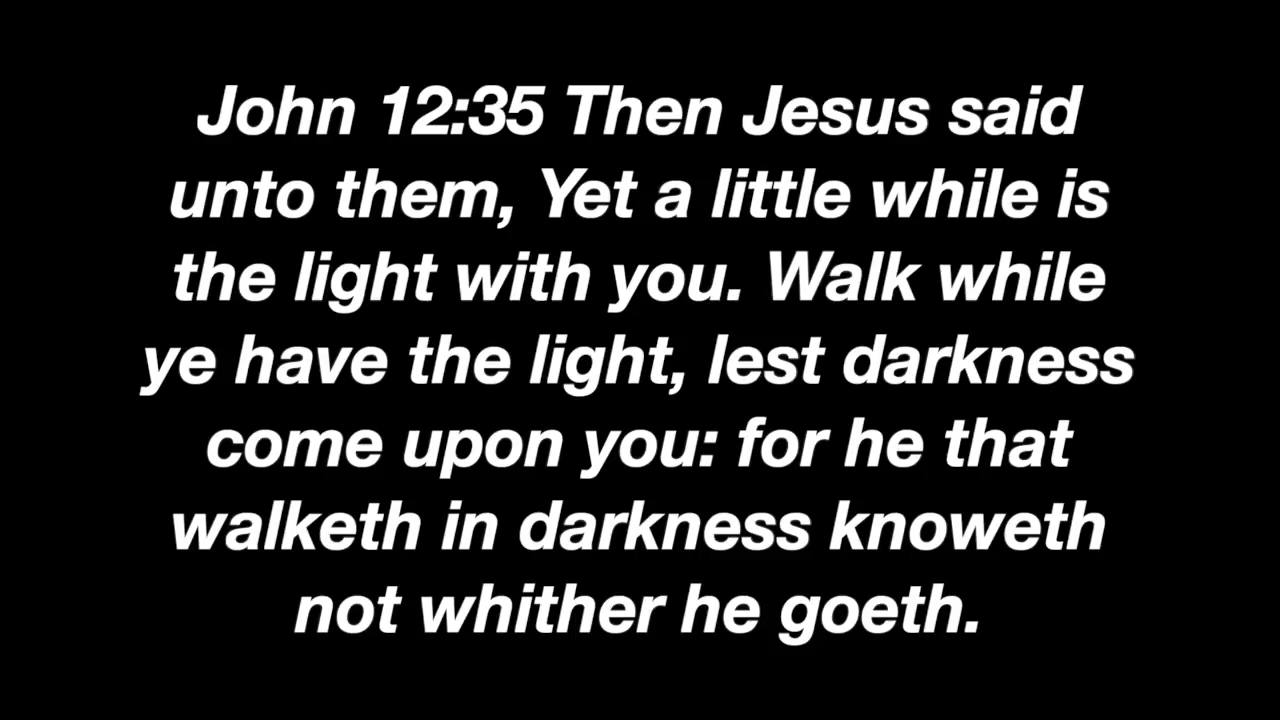 John 12:35 Then Jesus said
unto them, Yet a little while is
the light with you. Walk while
ye have the light, lest darkness
come upon you: for he that
walketh in darkness knoweth
not whither he goeth.